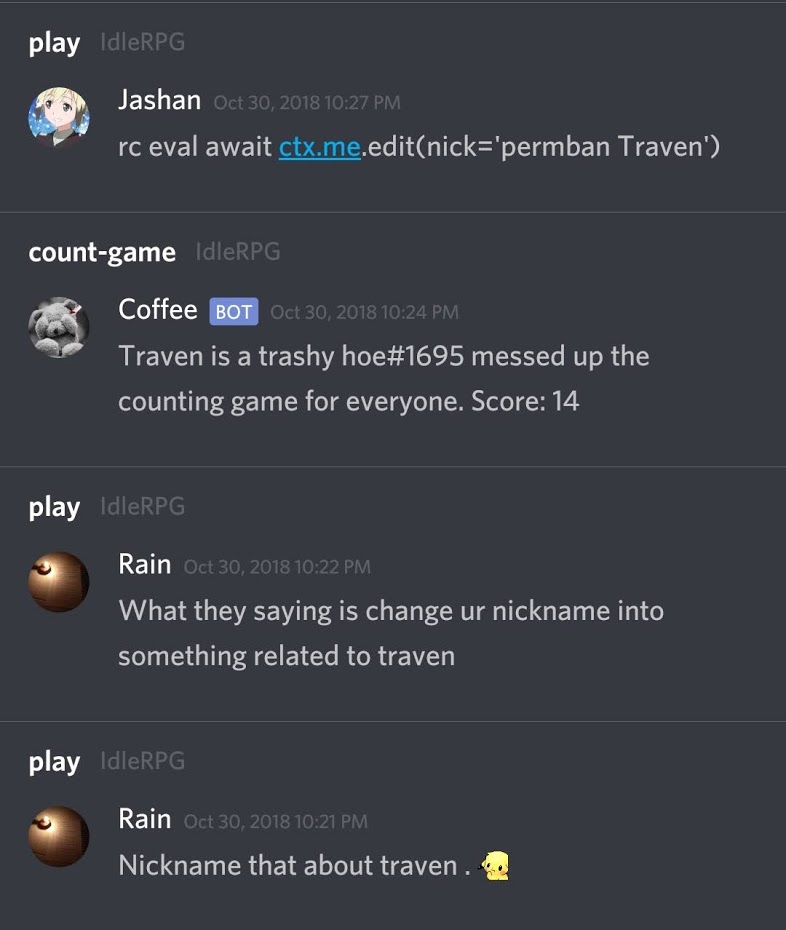 play IdleRPG
Jashan Oct 30, 2018 10:27 PM
rc eval await ctx.me.edit(nick='permban Traven')
count-game IdleRPG
Coffee BOT Oct 30, 2018 10:24 PM
Traven is a trashy hoe#1695 messed up the
counting game for everyone. Score: 14
play IdleRPG
Rain Oct 30, 2018 10:22 PM
What they saying is change ur nickname into
something related to traven
play IdleRPG
Rain Oct 30, 2018 10:21 PM
Nickname that about traven .